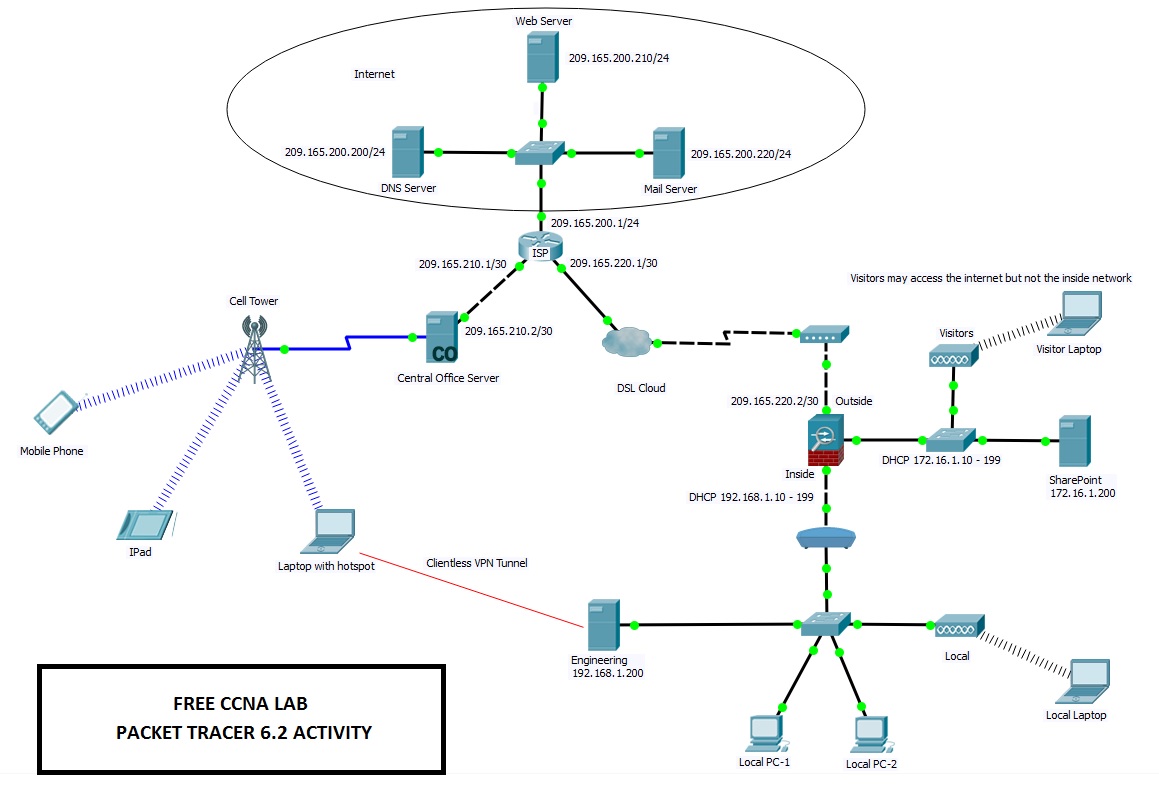 Web Server
209.165.200.210/24
Internet
209.165.200.200/24
209.165.200.220/24
DNS Server
Mail Server
209.165.200.1/24
ISP
209.165.210.1/30
209.165.220.1/30
Visitors may access the internet but not the inside network
Cell Tower
209.165.210.2/30
CO
Central Office Server
DSL Cloud
Visitors
Visitor Laptop
209.165.220.2/30
Outside
Mobile Phone
DHCP 172.16.1.10 - 199
Inside
SharePoint
172.16.1.200
DHCP 192.168.1.10 - 199
IPad
Laptop with hotspot
Clientless VPN Tunnel
Engineering
192.168.1.200
Local
Local Laptop
FREE CCNA LAB
PACKET TRACER 6.2 ACTIVITY
Local PC-1
Local PC-2